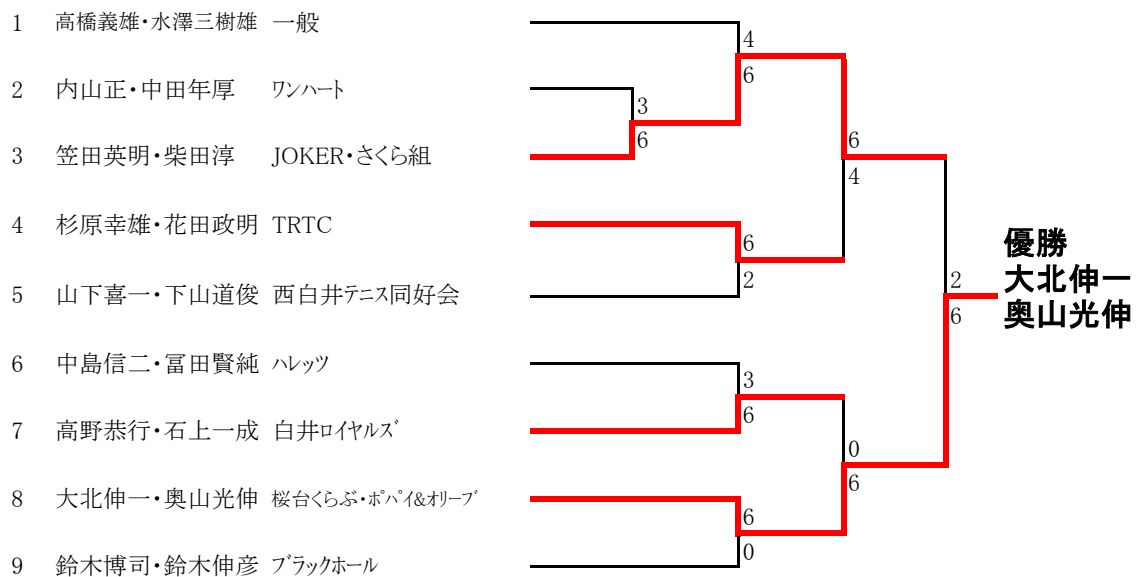 1 高橋義雄・水澤三樹雄 一般
4
2 内山正・中田年厚 ワンハート
6
3
6
3 笠田英明・柴田淳 JOKER・さくら組
6
4
4 杉原幸雄・花田政明 TRTC
6
2
5 山下喜一・下山道俊 西白井テニス同好会
優勝
大北伸一
奥山光伸
2
6
6 中島信二・冨田賢純 ハレッツ
3
6
7 高野恭行・石上一成 白井ロイヤルズ
0
6
8 大北伸一・奥山光伸 桜台くらぶ・ポパイ&オリーブ
6
0
9 鈴木博司・鈴木伸彦 ブラックホール